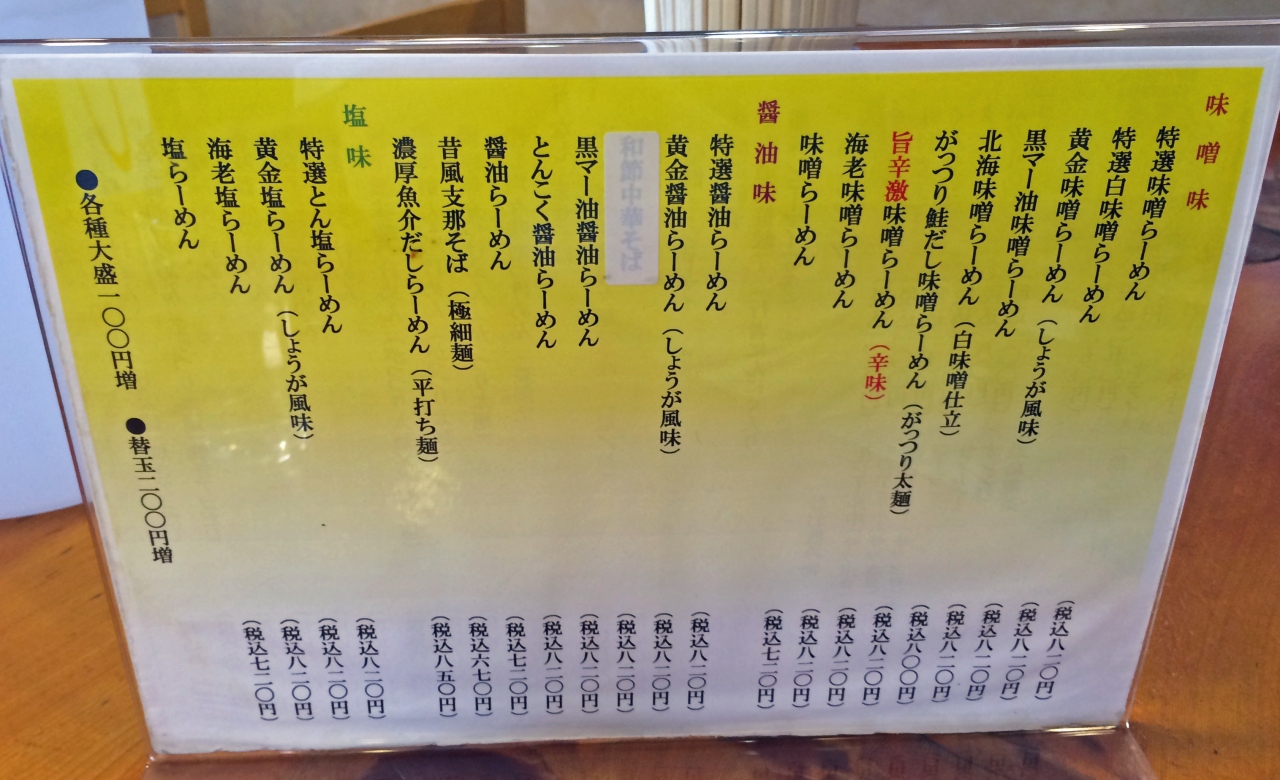 味噌味
特選味噌らーめん (税込八二〇円)
特選白味噌らーめん (税込八二〇円)
黄金味噌らーめん (しょうが風味) (税込八二〇円)
黒マー油味噌らーめん (税込八二〇円)
北海味噌らーめん (白味噌仕立) (税込八〇〇円)
がっつり鮭だし味噌らーめん (がっつり太麺) (税込八二〇円)
旨辛激味噌らーめん (辛味) (税込八二〇円)
海老味噌らーめん (税込八二〇円)
味噌らーめん (税込七二〇円)
醤油味
特選醤油らーめん (税込八二〇円)
黄金醤油らーめん (しょうが風味) (税込八二〇円)
和節中華そば (税込八二〇円)
黒マー油醤油らーめん (税込八二〇円)
とんこく醤油らーめん (税込八二〇円)
醤油らーめん (税込七二〇円)
昔風支那そば (極細麺) (税込六七〇円)
濃厚魚介だしらーめん (平打ち麺) (税込八五〇円)
塩味
特選とん塩らーめん (税込八二〇円)
黄金塩らーめん (しょうが風味) (税込八二〇円)
海老塩らーめん (税込八二〇円)
塩らーめん (税込七二〇円)
●各種大盛一〇〇円増 ●替玉二〇〇円増